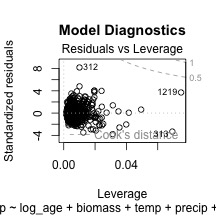 Model Diagnostics
Residuals vs Leverage
Standardized residuals
8
4
0
-4
312
1
0.5
1219
Cook's distance
313
0.00
0.04
Leverage
p ~ log_age + biomass + temp + precip +